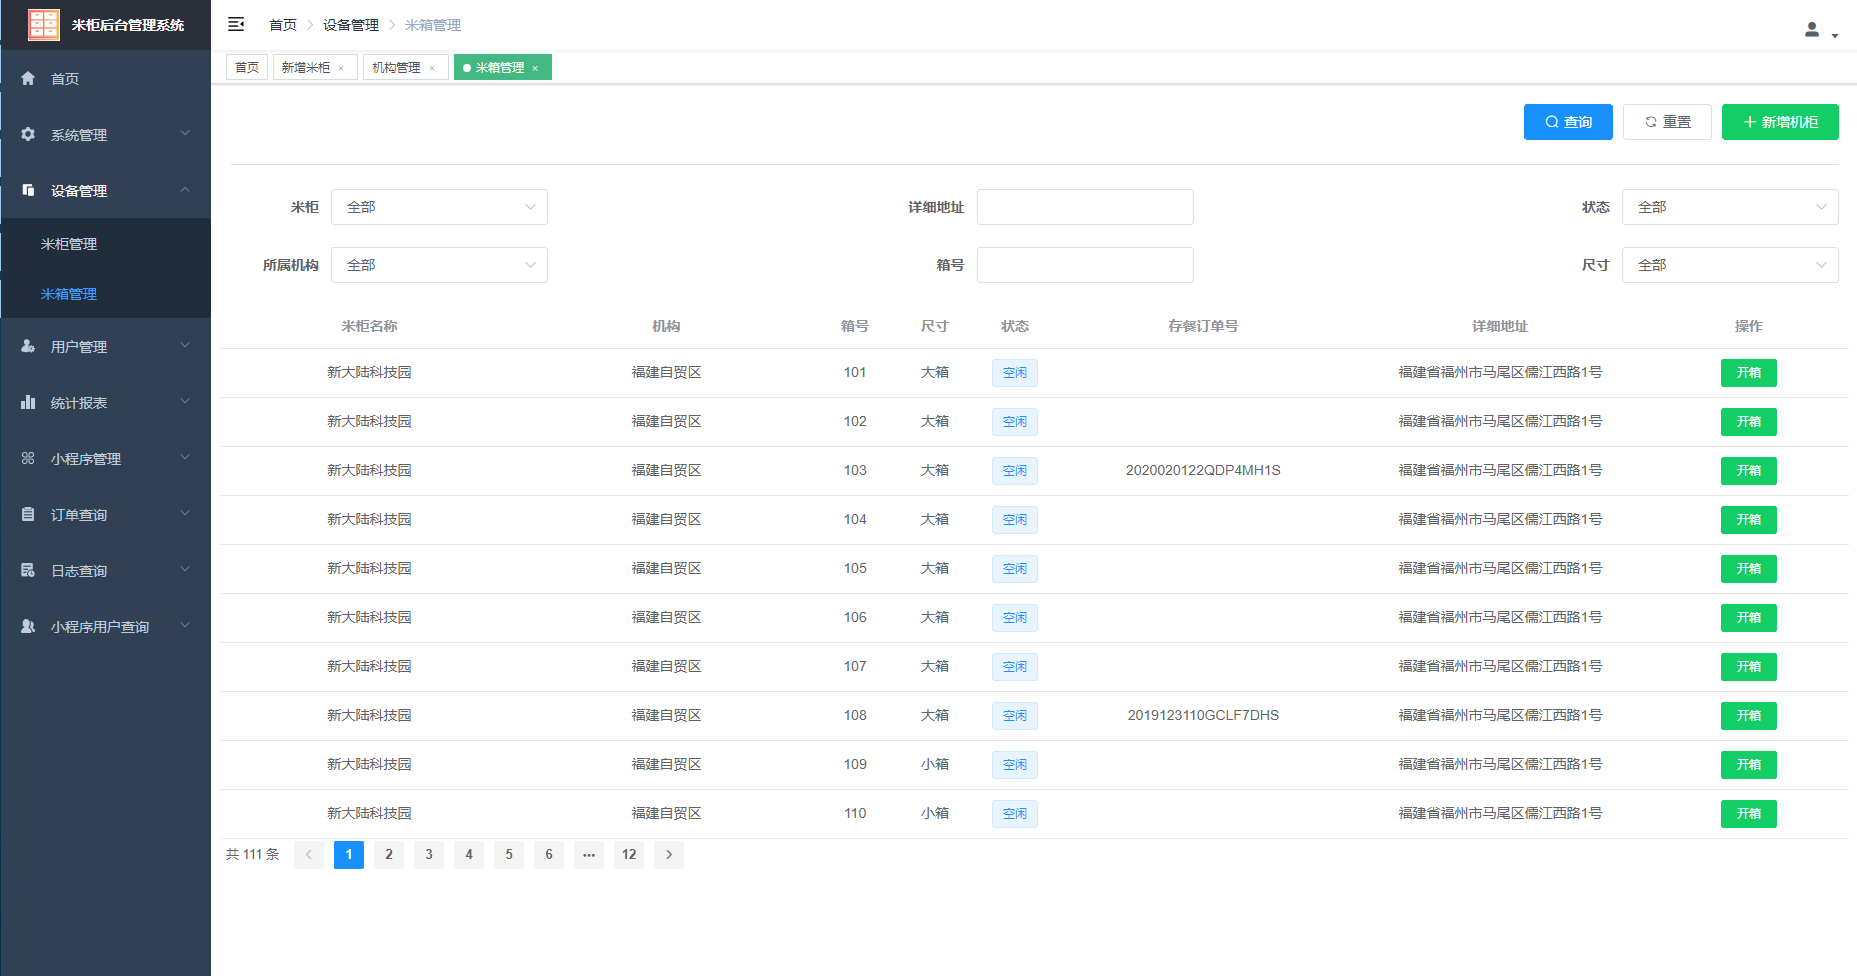 米柜后台管理系统
首页
系统管理
设备管理
米柜管理
米箱管理
用户管理
统计报表
小程序管理
订单查询
日志查询
小程序用户查询
首页 设备管理 米箱管理
首页 新增米柜 × 机构管理 × 米箱管理 ×
查询 重置 新增机柜
米柜 全部 详细地址 状态 全部
所属机构 全部 箱号 尺寸 全部
米柜名称 机构 箱号 尺寸 状态 存餐订单号 详细地址 操作
新大陆科技园 福建自贸区 101 大箱 空闲 福建省福州市马尾区儒江西路1号 开箱
新大陆科技园 福建自贸区 102 大箱 空闲 福建省福州市马尾区儒江西路1号 开箱
新大陆科技园 福建自贸区 103 大箱 空闲 2020020122QDP4MH1S 福建省福州市马尾区儒江西路1号 开箱
新大陆科技园 福建自贸区 104 大箱 空闲 福建省福州市马尾区儒江西路1号 开箱
新大陆科技园 福建自贸区 105 大箱 空闲 福建省福州市马尾区儒江西路1号 开箱
新大陆科技园 福建自贸区 106 大箱 空闲 福建省福州市马尾区儒江西路1号 开箱
新大陆科技园 福建自贸区 107 大箱 空闲 福建省福州市马尾区儒江西路1号 开箱
新大陆科技园 福建自贸区 108 大箱 空闲 2019123110GCLF7DHS 福建省福州市马尾区儒江西路1号 开箱
新大陆科技园 福建自贸区 109 小箱 空闲 福建省福州市马尾区儒江西路1号 开箱
新大陆科技园 福建自贸区 110 小箱 空闲 福建省福州市马尾区儒江西路1号 开箱
共 111 条 1 2 3 4 5 6 ••• 12